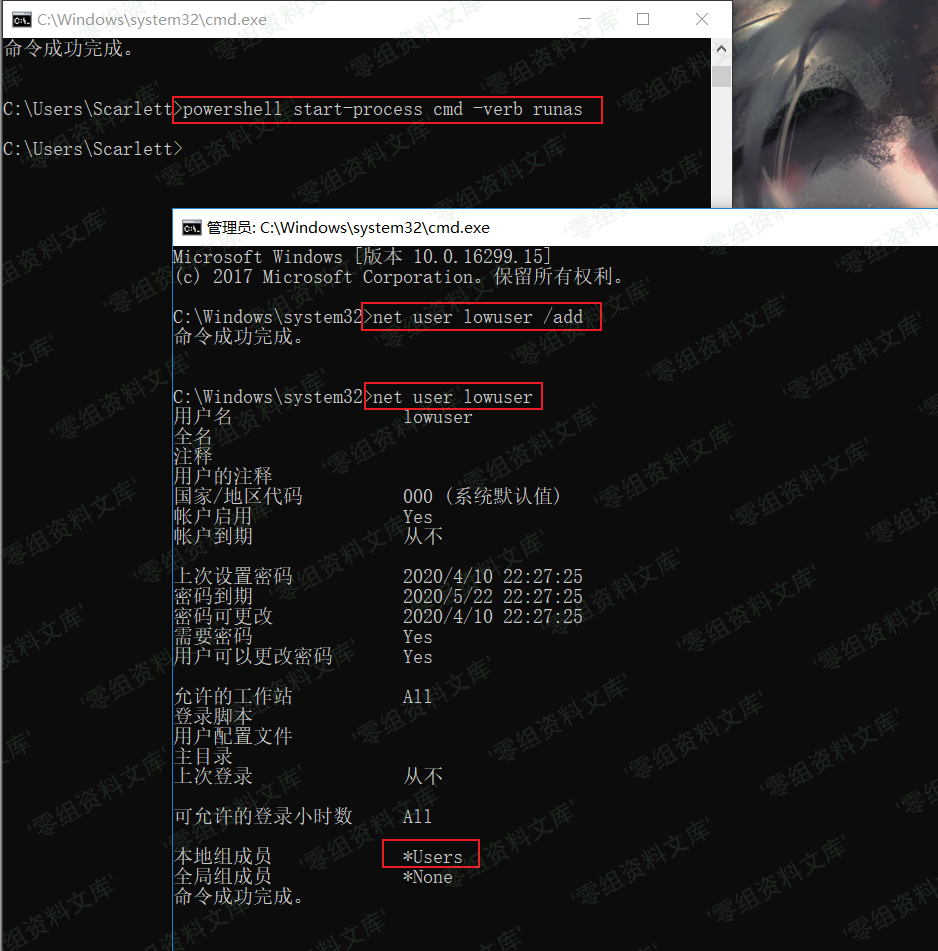 C:\Windows\system32\cmd.exe
命令成功完成。
C:\Users\Scarlett>powershell start-process cmd -verb runas
C:\Users\Scarlett>
管理员: C:\Windows\system32\cmd.exe
Microsoft Windows [版本 10.0.16299.15]
(c) 2017 Microsoft Corporation。保留所有权利。
C:\Windows\system32>net user lowuser /add
命令成功完成。
C:\Windows\system32>net user lowuser
用户名 lowuser
全名
注释
用户的注释
国家/地区代码 000 (系统默认值)
帐户启用 Yes
帐户到期 从不
上次设置密码 2020/4/10 22:27:25
密码到期 2020/5/22 22:27:25
密码可更改 2020/4/10 22:27:25
需要密码 Yes
用户可以更改密码 Yes
允许的工作站 All
登录脚本
用户配置文件
主目录
上次登录 从不
可允许的登录小时数 All
本地组成员 *Users
全局组成员 *None
命令成功完成。
'零组资料文库'